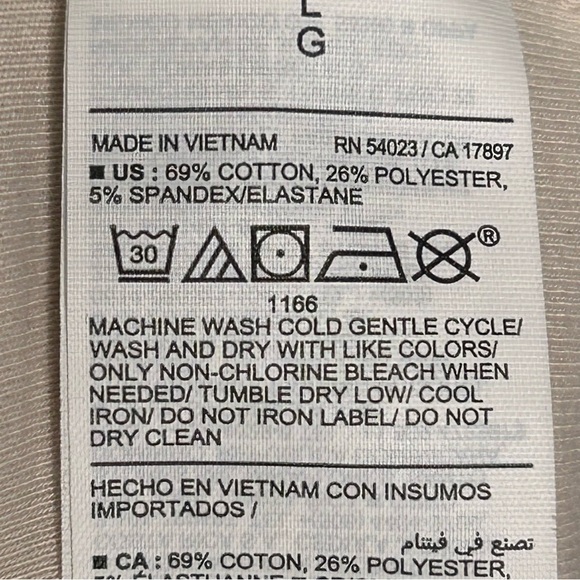 L
G
MADE IN VIETNAM RN 54023/CA 17897
US : 69% COTTON, 26% POLYESTER,
5% SPANDEX/ELASTANE
30 ®
1166
MACHINE WASH COLD GENTLE CYCLE/
WASH AND DRY WITH LIKE COLORS/
ONLY NON-CHLORINE BLEACH WHEN
NEEDED/ TUMBLE DRY LOW/ COOL
IRON/ DO NOT IRON LABEL/ DO NOT
DRY CLEAN
HECHO EN VIETNAM CON INSUMOS
IMPORTADOS /
تصنع في فيتنام
CA : 69% COTON, 26% POLYESTER,